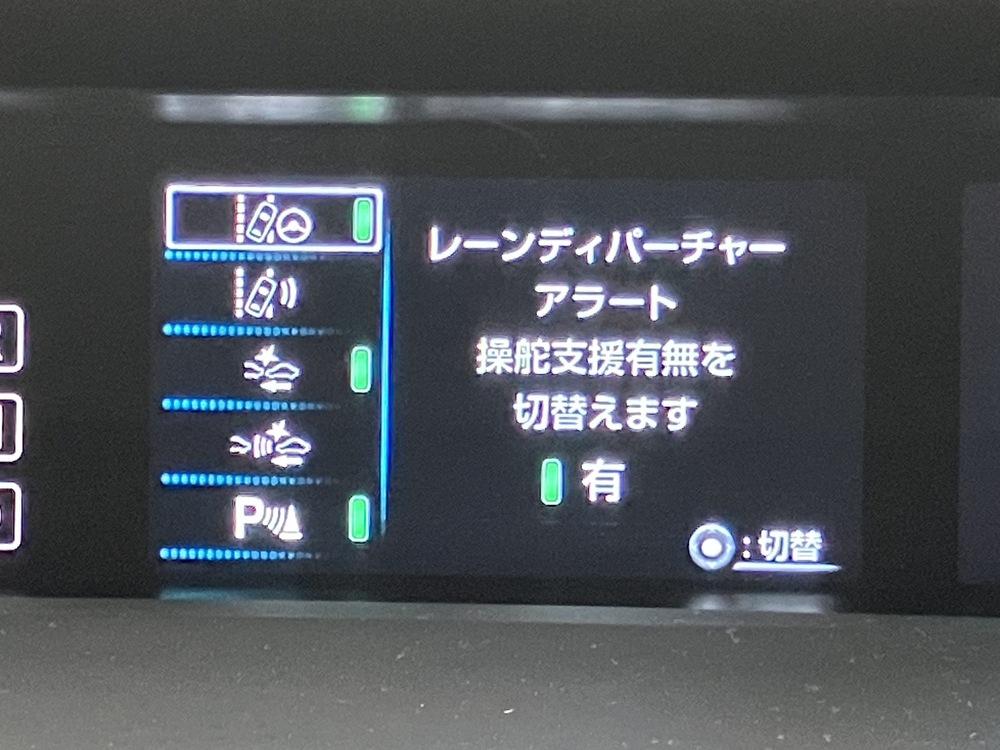 レーンディパーチャー
アラート
操舵支援有無を
切替えます
有
:切替
P